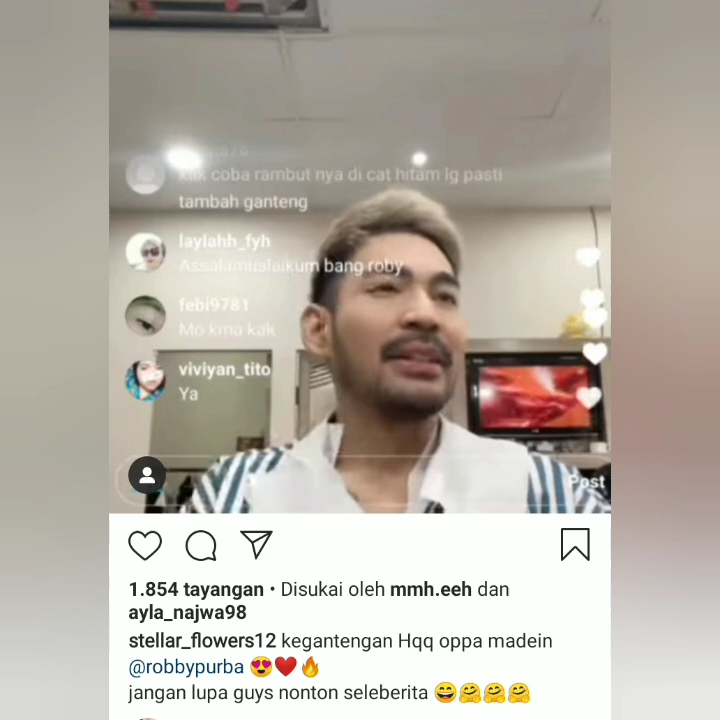 kak coba rambut nya di cat hitam lg pasti
tambah ganteng
laylahh_fyh
Assalamuslaikum bang roby
febi9781
Mo kma kak
viviyan_tito
Ya
Post
1.854 tayangan • Disukai oleh mmh.eeh dan
ayla_najwa98
stellar_flowers12 kegantengan Hqq oppa madein
@robbypurba 😍❤️🔥
jangan lupa guys nonton seleberita 😄🤗🤗🤗